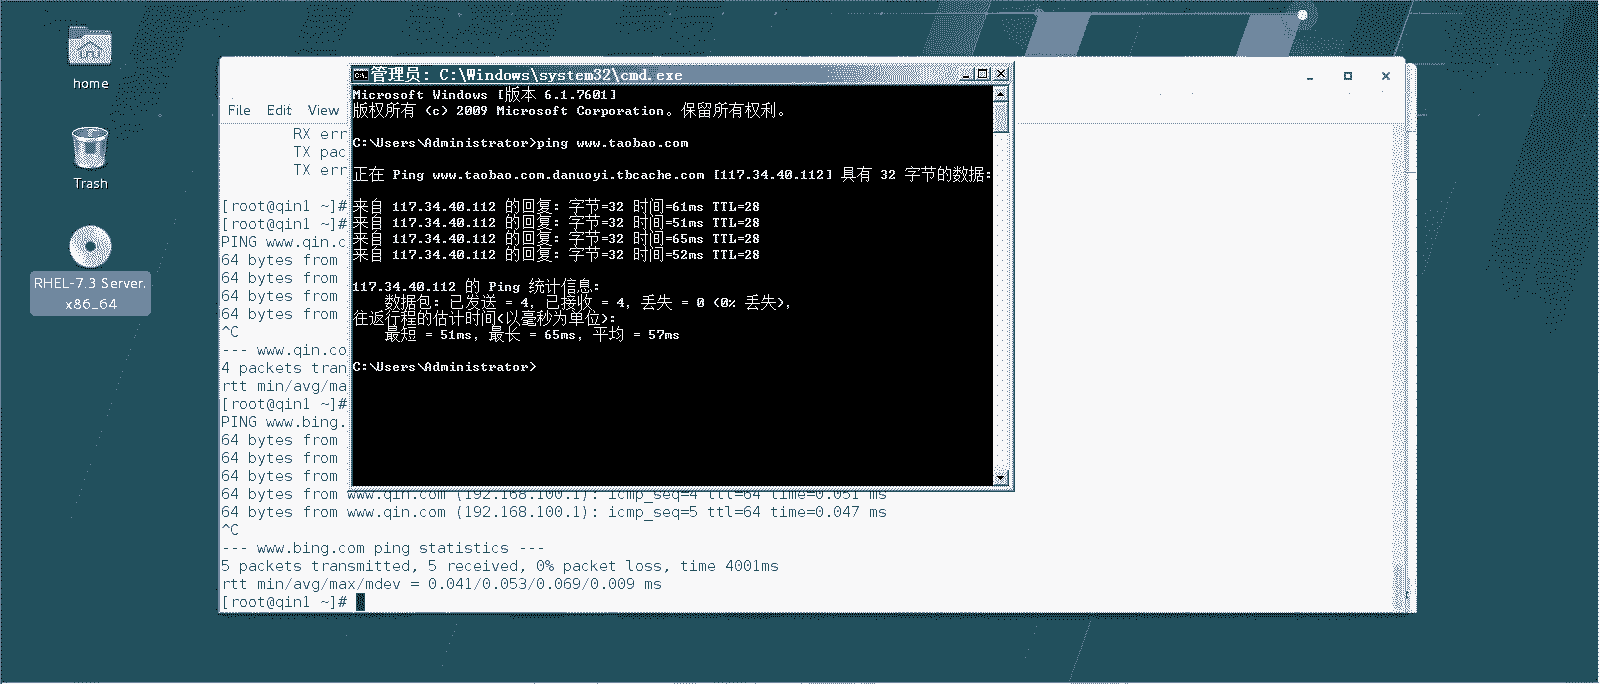 home
Trash
RHEL-7.3 Server.
x86_64
File Edit View
RX err
TX pac
TX err
[root@qin1 ~]#
[root@qin1 ~]#
PING www.qin.c
64 bytes from
64 bytes from
64 bytes from
64 bytes from
^C
--- www.qin.co
4 packets tran
rtt min/avg/ma
[root@qin1 ~]#
PING www.bing.
64 bytes from
64 bytes from
64 bytes from
64 bytes from www.qin.com (192.168.100.1): icmp_seq=4 ttl=64 time=0.051 ms
64 bytes from www.qin.com (192.168.100.1): icmp_seq=5 ttl=64 time=0.047 ms
^C
--- www.bing.com ping statistics ---
5 packets transmitted, 5 received, 0% packet loss, time 4001ms
rtt min/avg/max/mdev = 0.041/0.053/0.069/0.009 ms
[root@qin1 ~]#
管理员: C:\Windows\system32\cmd.exe
Microsoft Windows [版本 6.1.7601]
版权所有 (c) 2009 Microsoft Corporation。保留所有权利。
C:\Users\Administrator>ping www.taobao.com
正在 Ping www.taobao.com.danuoyi.tbcache.com [117.34.40.112] 具有 32 字节的数据:
来自 117.34.40.112 的回复: 字节=32 时间=61ms TTL=28
来自 117.34.40.112 的回复: 字节=32 时间=51ms TTL=28
来自 117.34.40.112 的回复: 字节=32 时间=65ms TTL=28
来自 117.34.40.112 的回复: 字节=32 时间=52ms TTL=28
117.34.40.112 的 Ping 统计信息:
数据包: 已发送 = 4, 已接收 = 4, 丢失 = 0 (0% 丢失),
往返行程的估计时间(以毫秒为单位):
最短 = 51ms, 最长 = 65ms, 平均 = 57ms
C:\Users\Administrator>